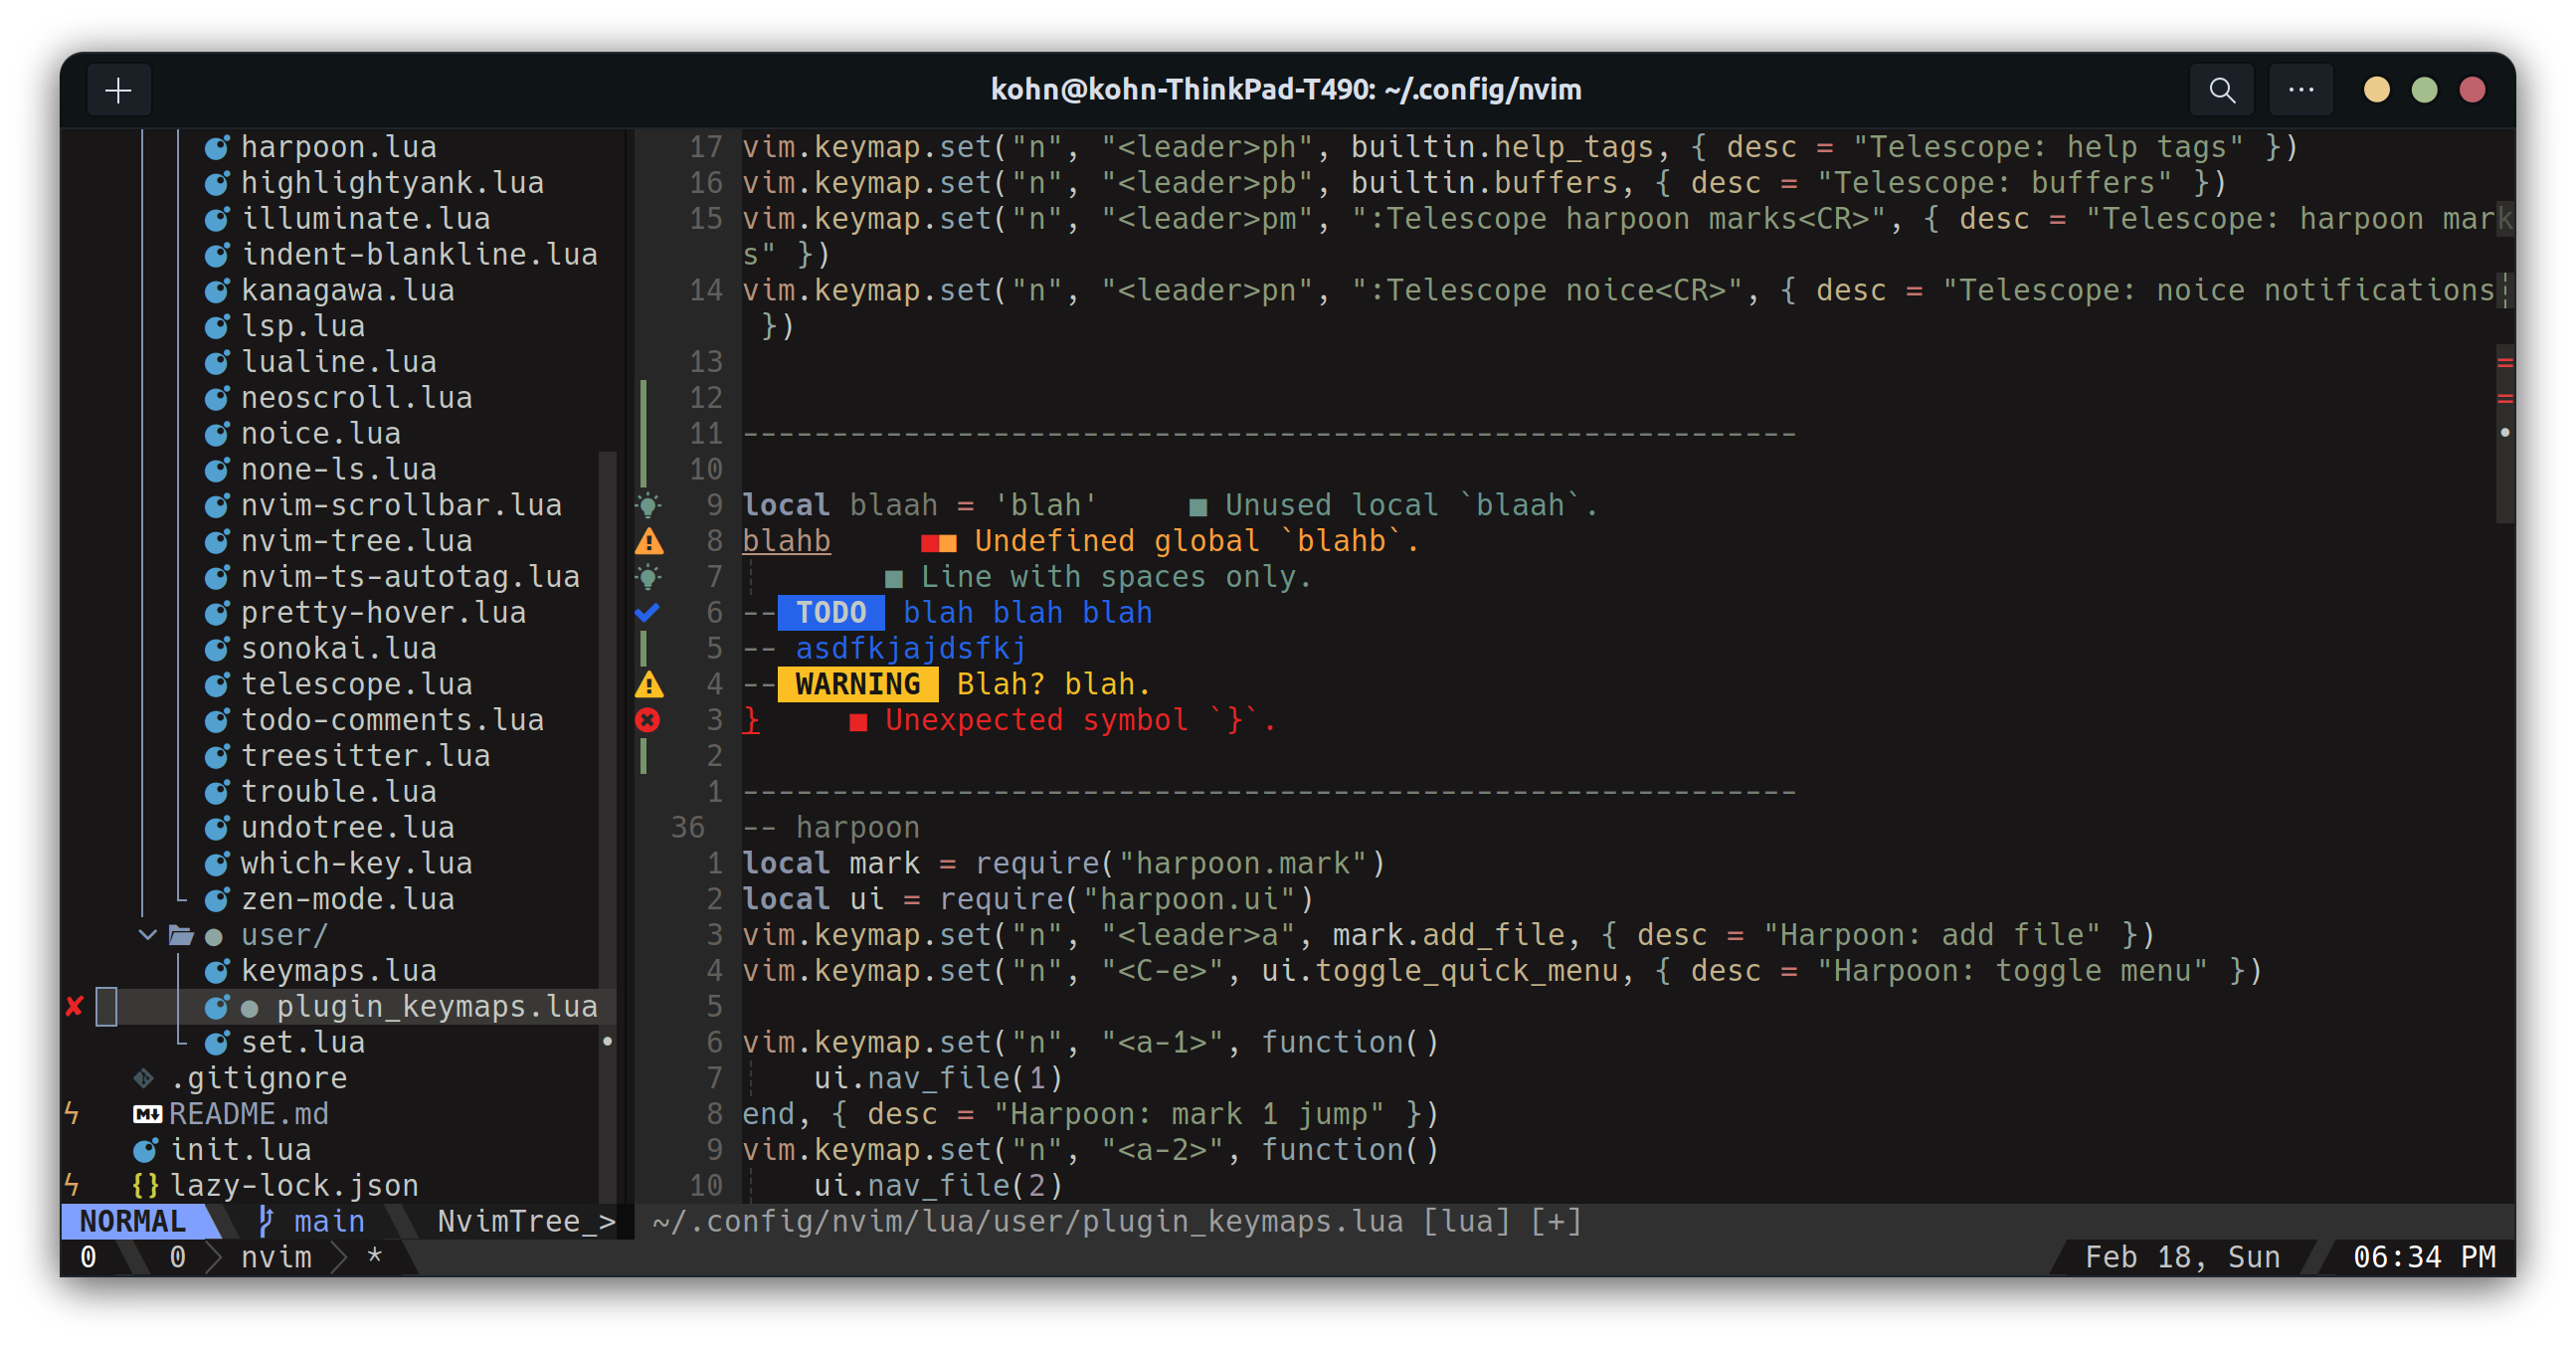 kohn@kohn-ThinkPad-T490: ~/.config/nvim
harpoon.lua
highlightyank.lua
illuminate.lua
indent-blankline.lua
kanagawa.lua
lsp.lua
lualine.lua
neoscroll.lua
noice.lua
none-ls.lua
nvim-scrollbar.lua
nvim-tree.lua
nvim-ts-autotag.lua
pretty-hover.lua
sonokai.lua
telescope.lua
todo-comments.lua
treesitter.lua
trouble.lua
undotree.lua
which-key.lua
zen-mode.lua
user/
keymaps.lua
plugin_keymaps.lua
set.lua
.gitignore
README.md
init.lua
{} lazy-lock.json
17 vim.keymap.set("n", "<leader>ph", builtin.help_tags, { desc = "Telescope: help tags" })
16 vim.keymap.set("n", "<leader>pb", builtin.buffers, { desc = "Telescope: buffers" })
15 vim.keymap.set("n", "<leader>pm", ":Telescope harpoon marks<CR>", { desc = "Telescope: harpoon mark
s" })
14 vim.keymap.set("n", "<leader>pn", ":Telescope noice<CR>", { desc = "Telescope: noice notifications
})
13
12
11 -----------------------------------------------------------
10
9 local blaah = 'blah' ■ Unused local `blaah`.
8 blahb ■■ Undefined global `blahb`.
7 ■ Line with spaces only.
6 -- TODO blah blah blah
5 -- asdfkjajdsfkj
4 -- WARNING Blah? blah.
3 } ■ Unexpected symbol `}`.
2
1 -----------------------------------------------------------
36 -- harpoon
1 local mark = require("harpoon.mark")
2 local ui = require("harpoon.ui")
3 vim.keymap.set("n", "<leader>a", mark.add_file, { desc = "Harpoon: add file" })
4 vim.keymap.set("n", "<C-e>", ui.toggle_quick_menu, { desc = "Harpoon: toggle menu" })
5
6 vim.keymap.set("n", "<a-1>", function()
7 ui.nav_file(1)
8 end, { desc = "Harpoon: mark 1 jump" })
9 vim.keymap.set("n", "<a-2>", function()
10 ui.nav_file(2)
NORMAL main NvimTree_> ~/.config/nvim/lua/user/plugin_keymaps.lua [lua] [+]
0 0 nvim * Feb 18, Sun 06:34 PM